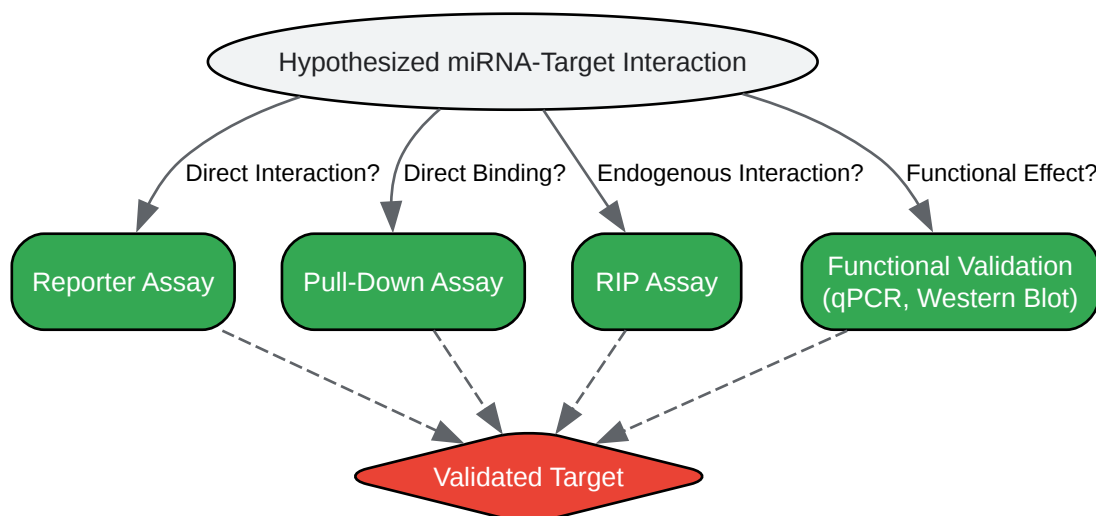 Hypothesized miRNA-Target Interaction
Direct Interaction?
Direct Binding?
Endogenous Interaction?
Functional Effect?
Reporter Assay
Pull-Down Assay
RIP Assay
Functional Validation
(qPCR, Western Blot)
Validated Target